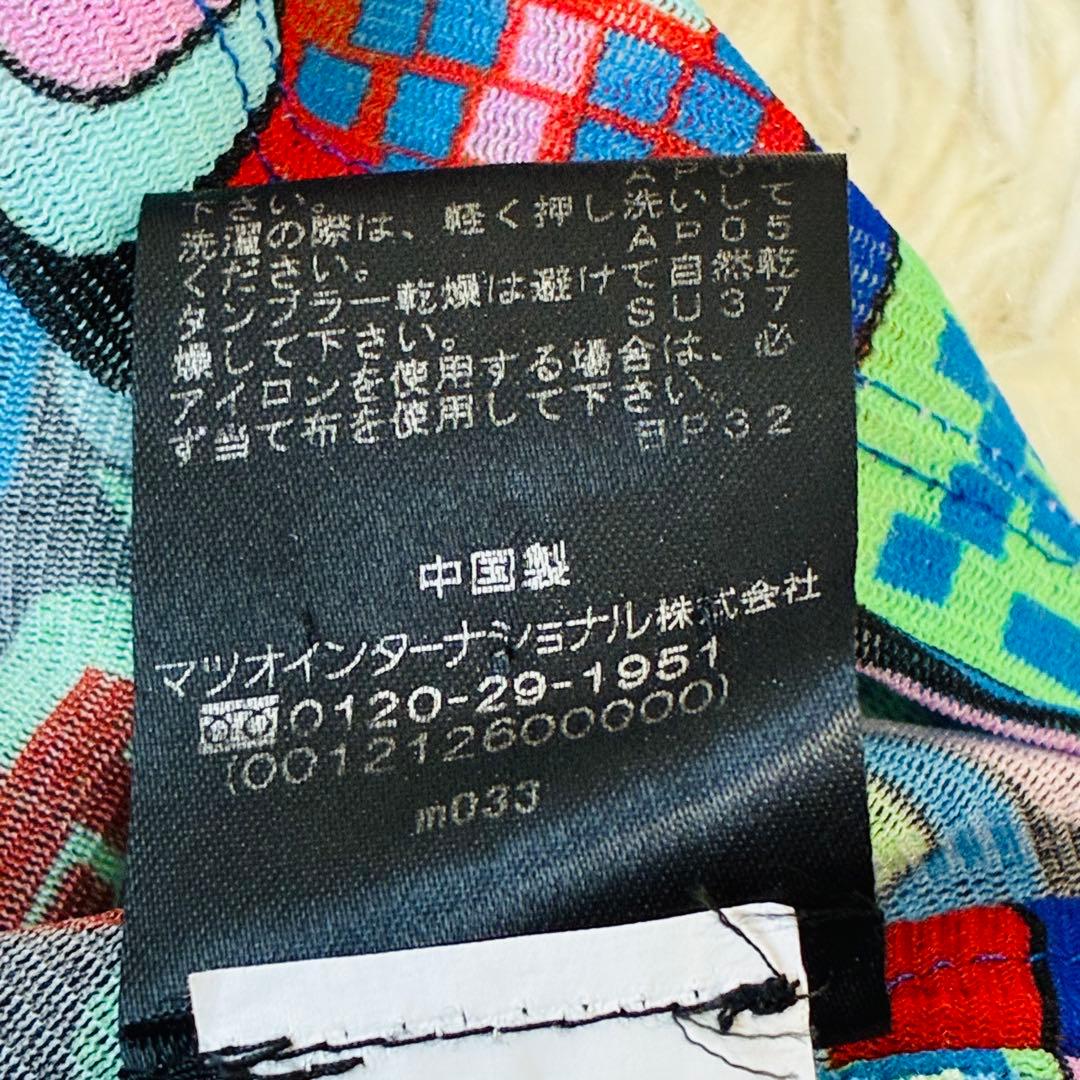 下さい。
洗濯の際は、軽く押し洗いして
ください。 AP05
タンブラー乾燥は避けて自然乾
燥して下さい。 SU37
アイロンを使用する場合は、必
ず当て布を使用して下さい。
BP32
中国製
マツオインターナショナル株式会社
0120-29-1951
(001212600000)
m033